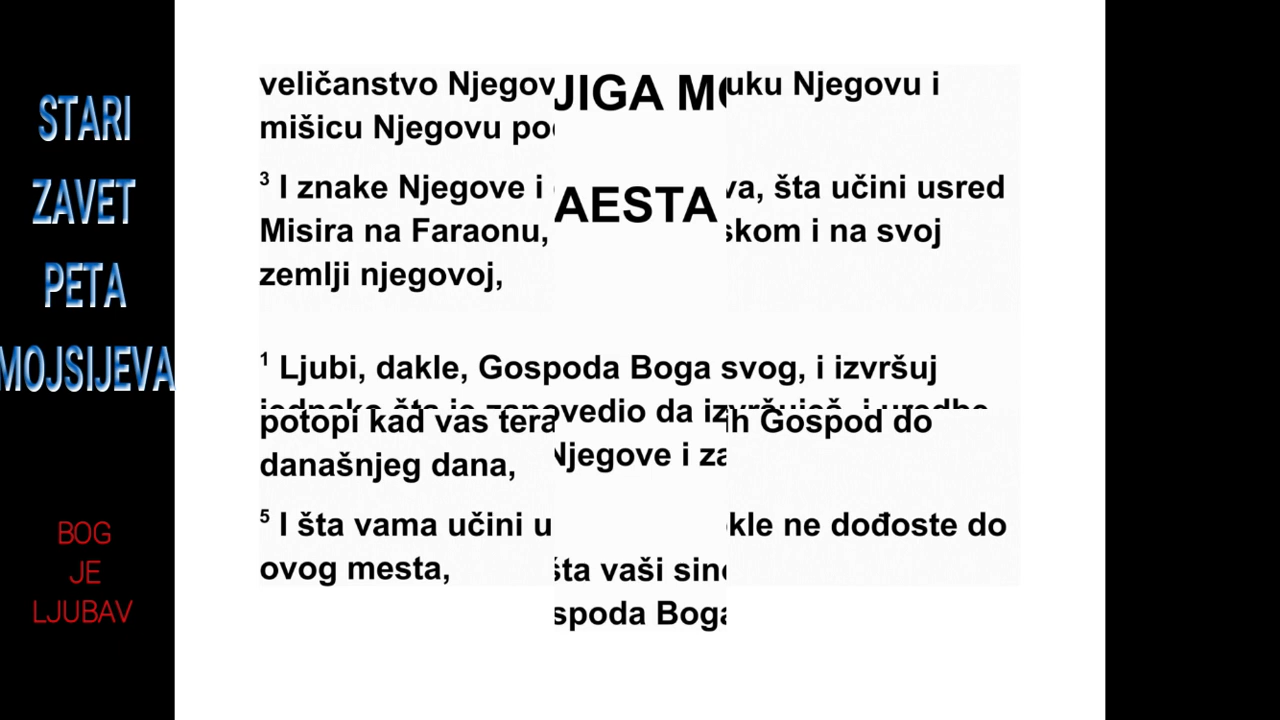 STARI
ZAVET
PETA
MOJSIJEVA
BOG
JE
LJUBAV
veličanstvo Njegov JIGA M uku Njegovu i
mišicu Njegovu po
3 I znake Njegove i AESTA va, šta učini usred
Misira na Faraonu, skom i na svoj
zemlji njegovoj,
1 Ljubi, dakle, Gospoda Boga svog, i izvršuj
vedio da iz
potopi kad vas tera h Gospod do
Njegove i za
današnjeg dana,
5 I šta vama učini u kle ne dođoste do
ovog mesta, šta vaši sin
spoda Boga